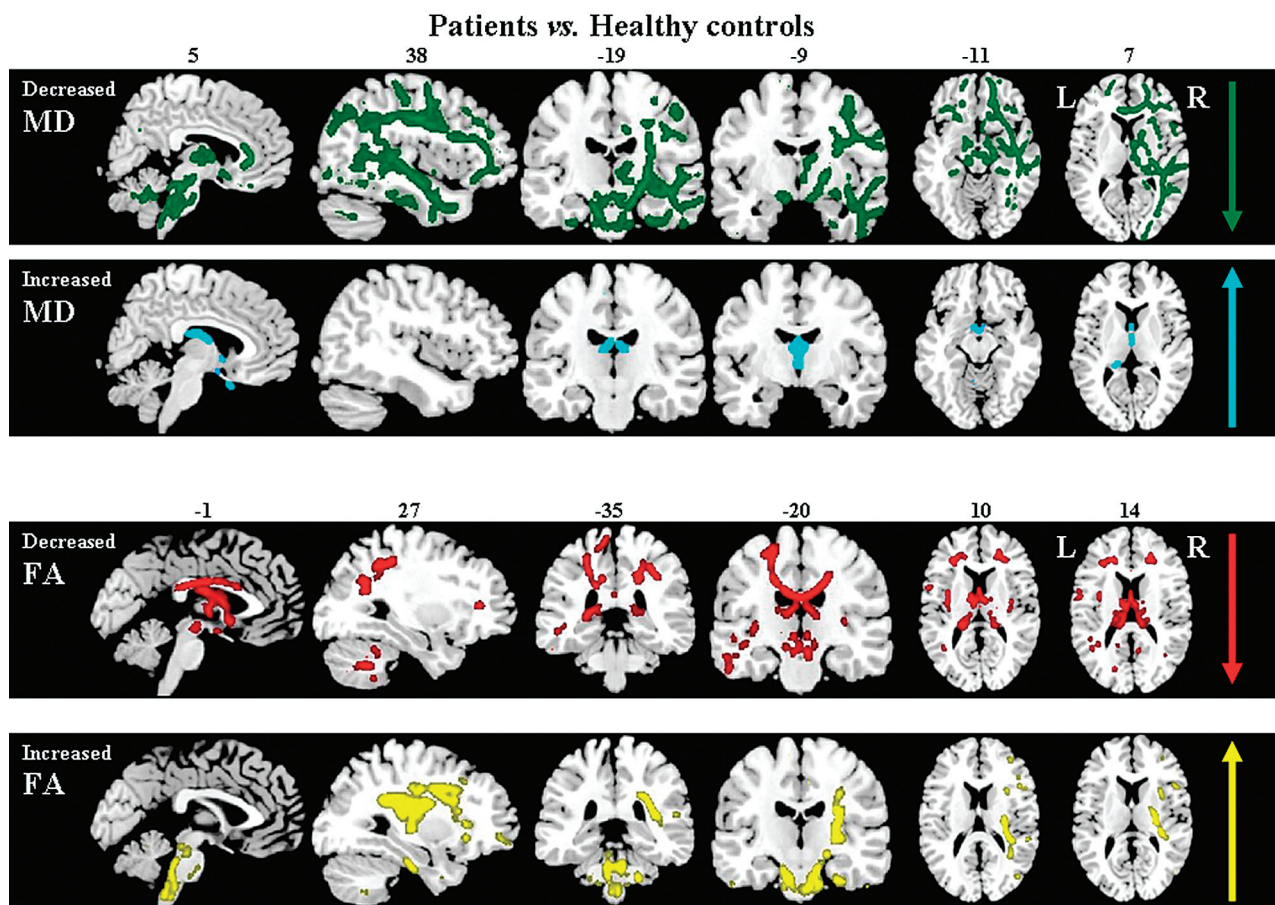 Patients vs. Healthy controls
5 38 -19 -9 -11 7
Decreased
MD
L R
Increased
MD
-1 27 -35 -20 10 14
Decreased
FA
L R
Increased
FA